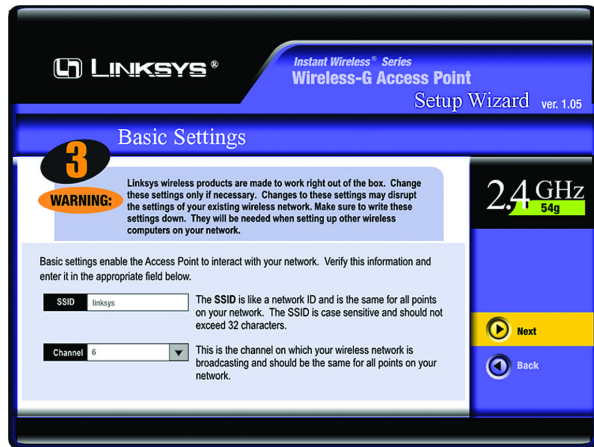 LINKSYS®
Instant Wireless® Series
Wireless-G Access Point
Setup Wizard ver. 1.05
3
Basic Settings
WARNING:
Linksys wireless products are made to work right out of the box. Change
these settings only if necessary. Changes to these settings may disrupt
the settings of your existing wireless network. Make sure to write these
settings down. They will be needed when setting up other wireless
computers on your network.
2.4 GHz
54g
Basic settings enable the Access Point to interact with your network. Verify this information and
enter it in the appropriate field below.
SSID linksys
The SSID is like a network ID and is the same for all points
on your network. The SSID is case sensitive and should not
exceed 32 characters.
Channel 6
This is the channel on which your wireless network is
broadcasting and should be the same for all points on your
network.
Next
Back